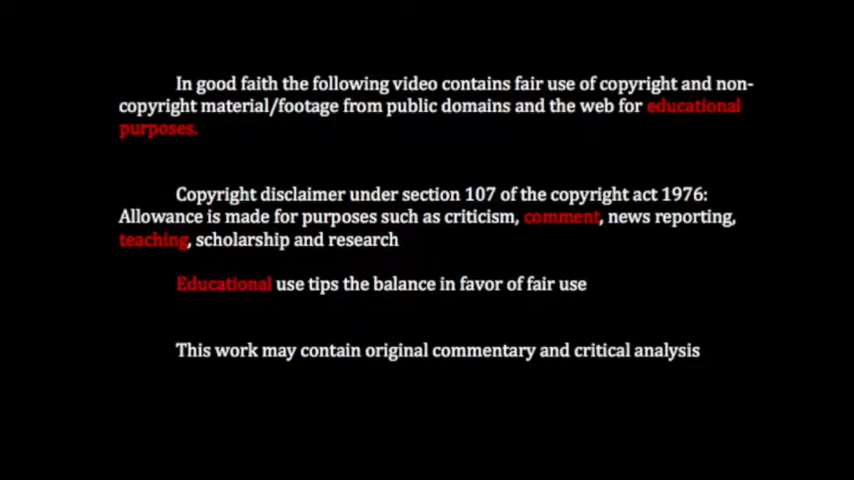 In good faith the following video contains fair use of copyright and non-
copyright material/footage from public domains and the web for educational
purposes.
Copyright disclaimer under section 107 of the copyright act 1976:
Allowance is made for purposes such as criticism, comment, news reporting,
teaching, scholarship and research
Educational use tips the balance in favor of fair use
This work may contain original commentary and critical analysis